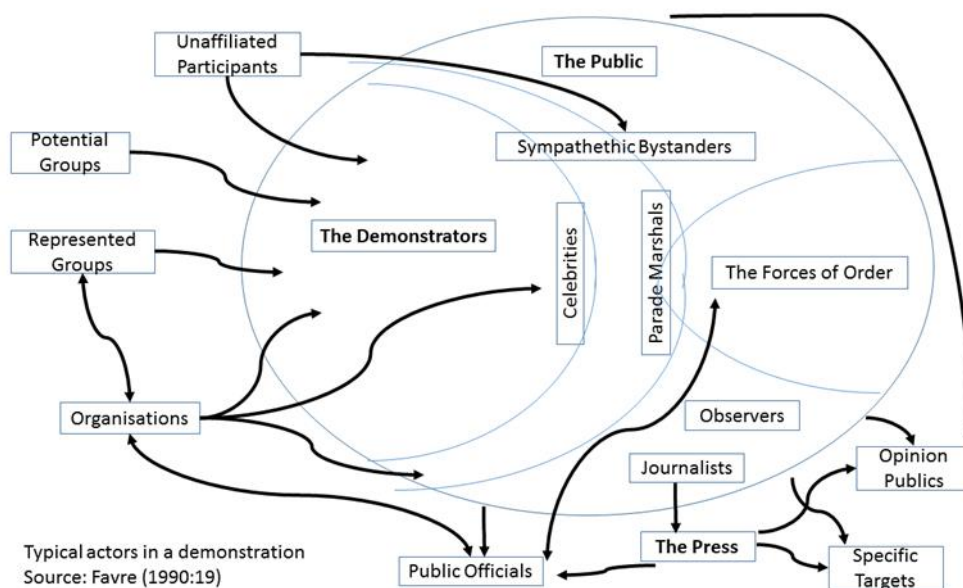 Unaffiliated
Participants
The Public
Potential
Groups
Sympathethic Bystanders
Represented
Groups
The Demonstrators
Celebrities
Parade Marshals
The Forces of Order
Organisations
Observers
Journalists
Opinion
Publics
The Press
Specific
Targets
Public Officials
Typical actors in a demonstration
Source: Favre (1990:19)